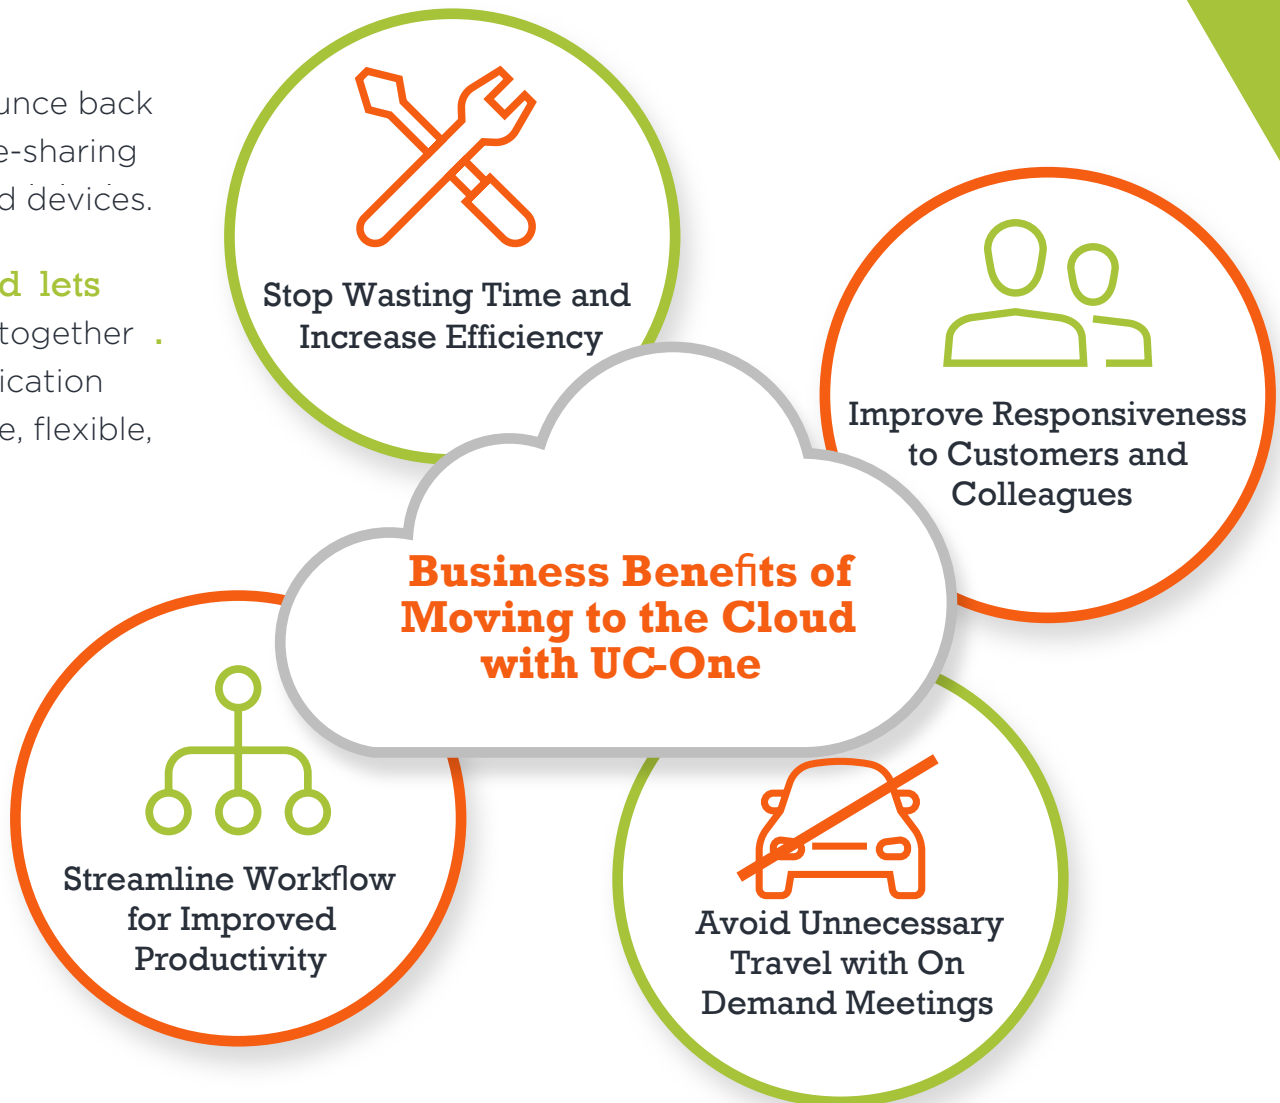 unce back
e-sharing
d devices.
d lets
together .
ication
e, flexible,
Stop Wasting Time and
Increase Efficiency
Improve Responsiveness
to Customers and
Colleagues
Business Benefits of
Moving to the Cloud
with UC-One
Streamline Workflow
for Improved
Productivity
Avoid Unnecessary
Travel with On
Demand Meetings